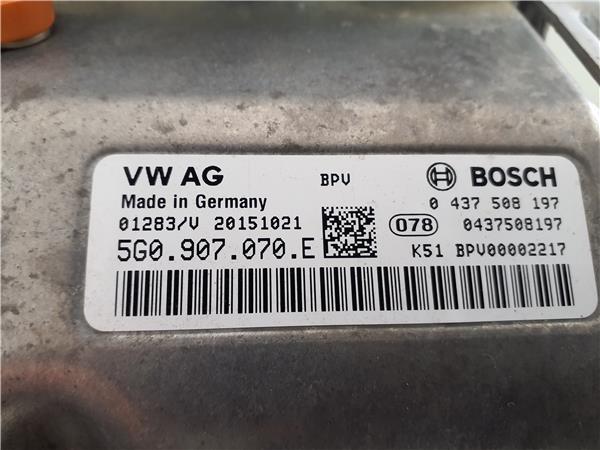 VW AG BPV BOSCH
Made in Germany 0 437 508 197
01283/V 20151021 078 0437508197
5G0.907.070.E K51 BPV00002217